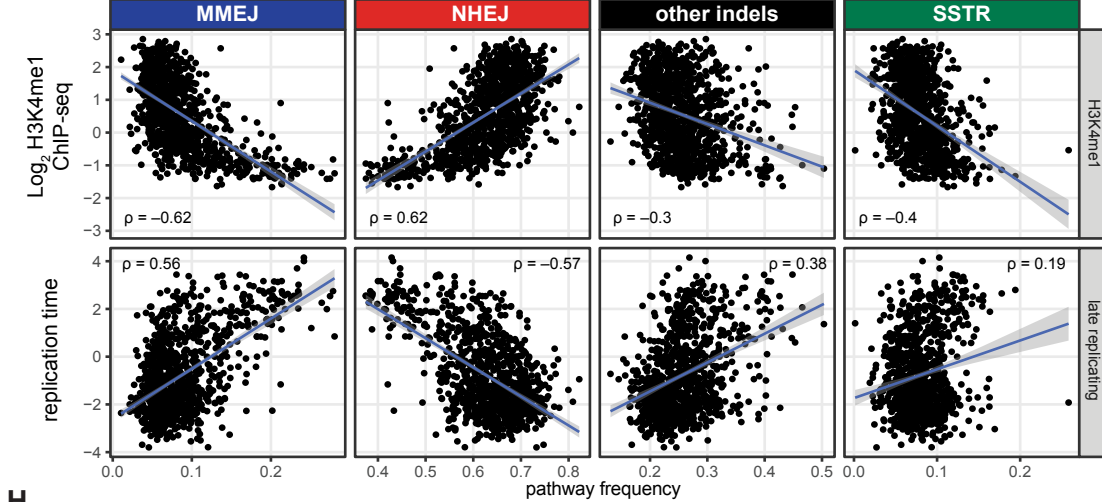 MMEJ NHEJ other indels SSTR
Log2 H3K4me1
ChIP-seq
3
2
1
0
−1
−2
−3
ρ = −0.62 ρ = 0.62 ρ = −0.3 ρ = −0.4
H3K4me1
replication time
4
2
0
−2
−4
ρ = 0.56 ρ = −0.57 ρ = 0.38 ρ = 0.19
late replicating
0.0 0.1 0.2 0.4 0.5 0.6 0.7 0.8 0.2 0.3 0.4 0.5 0.0 0.1 0.2
pathway frequency